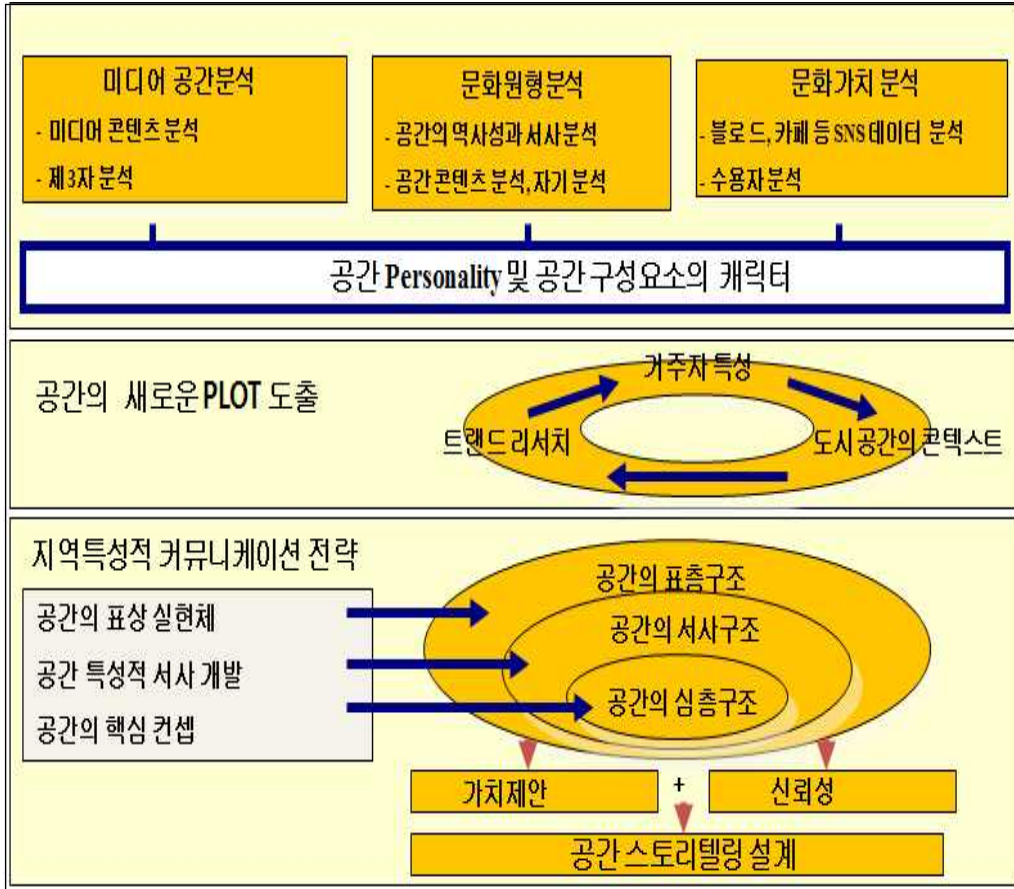 미디어 공간분석
- 미디어 콘텐츠 분석
- 제3자 분석
문화원형분석
- 공간의 역사성과 서사분석
- 공간 콘텐츠 분석, 자기 분석
문화가치 분석
- 블로드, 카페 등 SNS 데이터 분석
- 수용자 분석
공간 Personality 및 공간 구성요소의 캐릭터
공간의 새로운 PLOT 도출
거주자 특성
트랜드 리서치
도시 공간의 콘텍스트
지역특성적 커뮤니케이션 전략
공간의 표상 실현체
공간 특성적 서사 개발
공간의 핵심 컨셉
공간의 표층구조
공간의 서사구조
공간의 심층구조
가치제안
+
신뢰성
공간 스토리텔링 설계